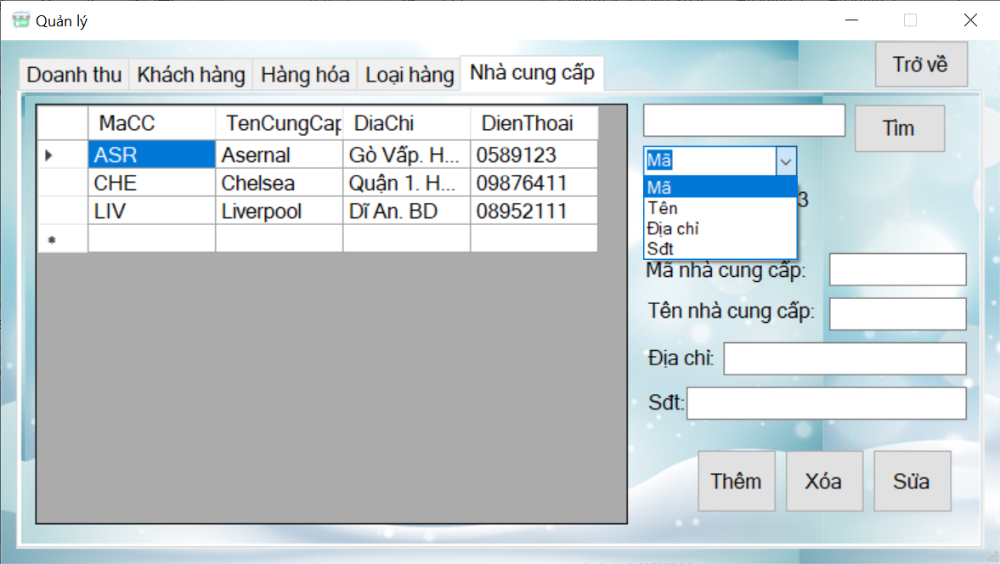 Quản lý
Trở về
Doanh thu Khách hàng Hàng hóa Loại hàng Nhà cung cấp
MaCC TenCungCap DiaChi DienThoai
ASR Asernal Gò Vấp. H... 0589123
CHE Chelsea Quận 1. H... 09876411
LIV Liverpool Dĩ An. BD 08952111
Tìm
Mã
Mã
Tên
3
Địa chỉ
Sđt
Mã nhà cung cấp:
Tên nhà cung cấp:
Địa chỉ:
Sđt:
Thêm Xóa Sửa